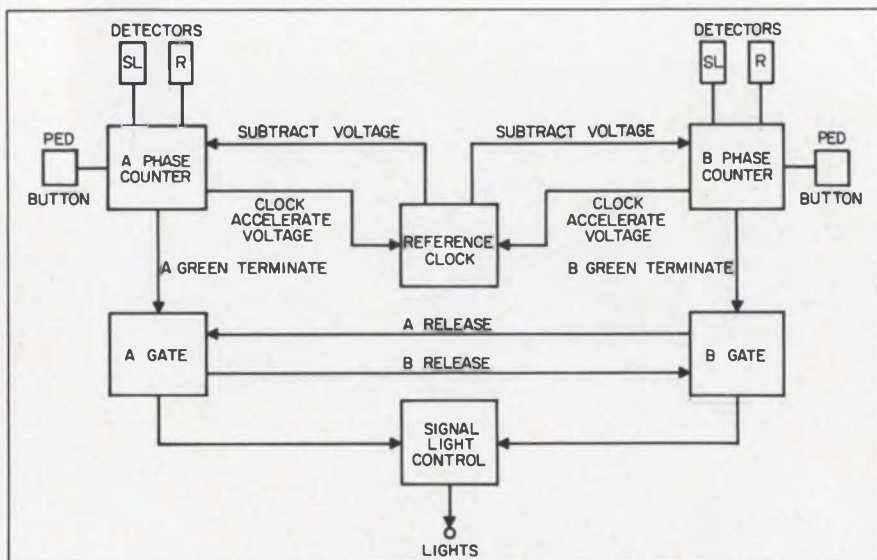 DETECTORS
DETECTORS
SL
R
SL
R
PED
BUTTON
A PHASE
COUNTER
SUBTRACT VOLTAGE
SUBTRACT VOLTAGE
B PHASE
COUNTER
PED
BUTTON
CLOCK
ACCELERATE
VOLTAGE
REFERENCE
CLOCK
CLOCK
ACCELERATE
VOLTAGE
A GREEN TERMINATE
B GREEN TERMINATE
A GATE
A RELEASE
B RELEASE
B GATE
SIGNAL
LIGHT
CONTROL
LIGHTS